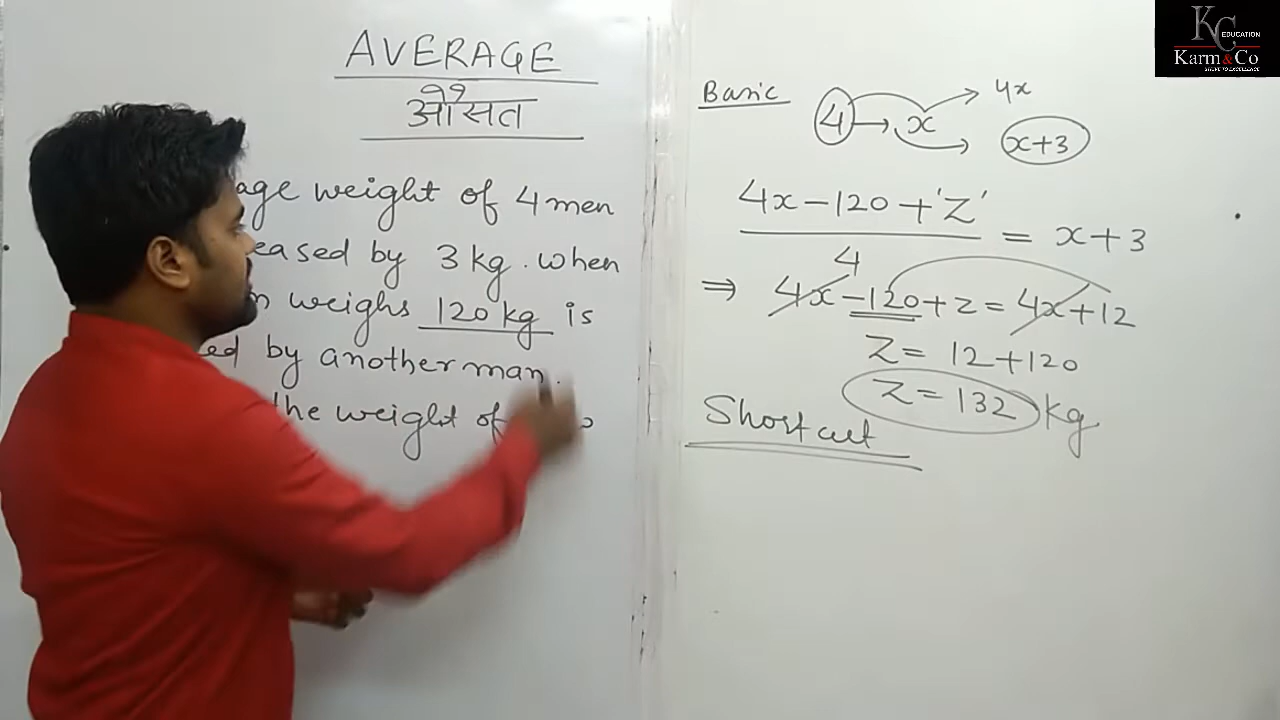 AVERAGE
औसत
age weight of 4 men
eased by 3 kg. when
n weighs 120 kg is
ed by another man.
the weight of
Basic
4 → x → 4x
x+3
4x-120+'Z'
4
= x+3
⇒ 4x-120+z=4x+12
Z=12+120
Z=132 kg
Shortcut
KC EDUCATION
Karm&Co